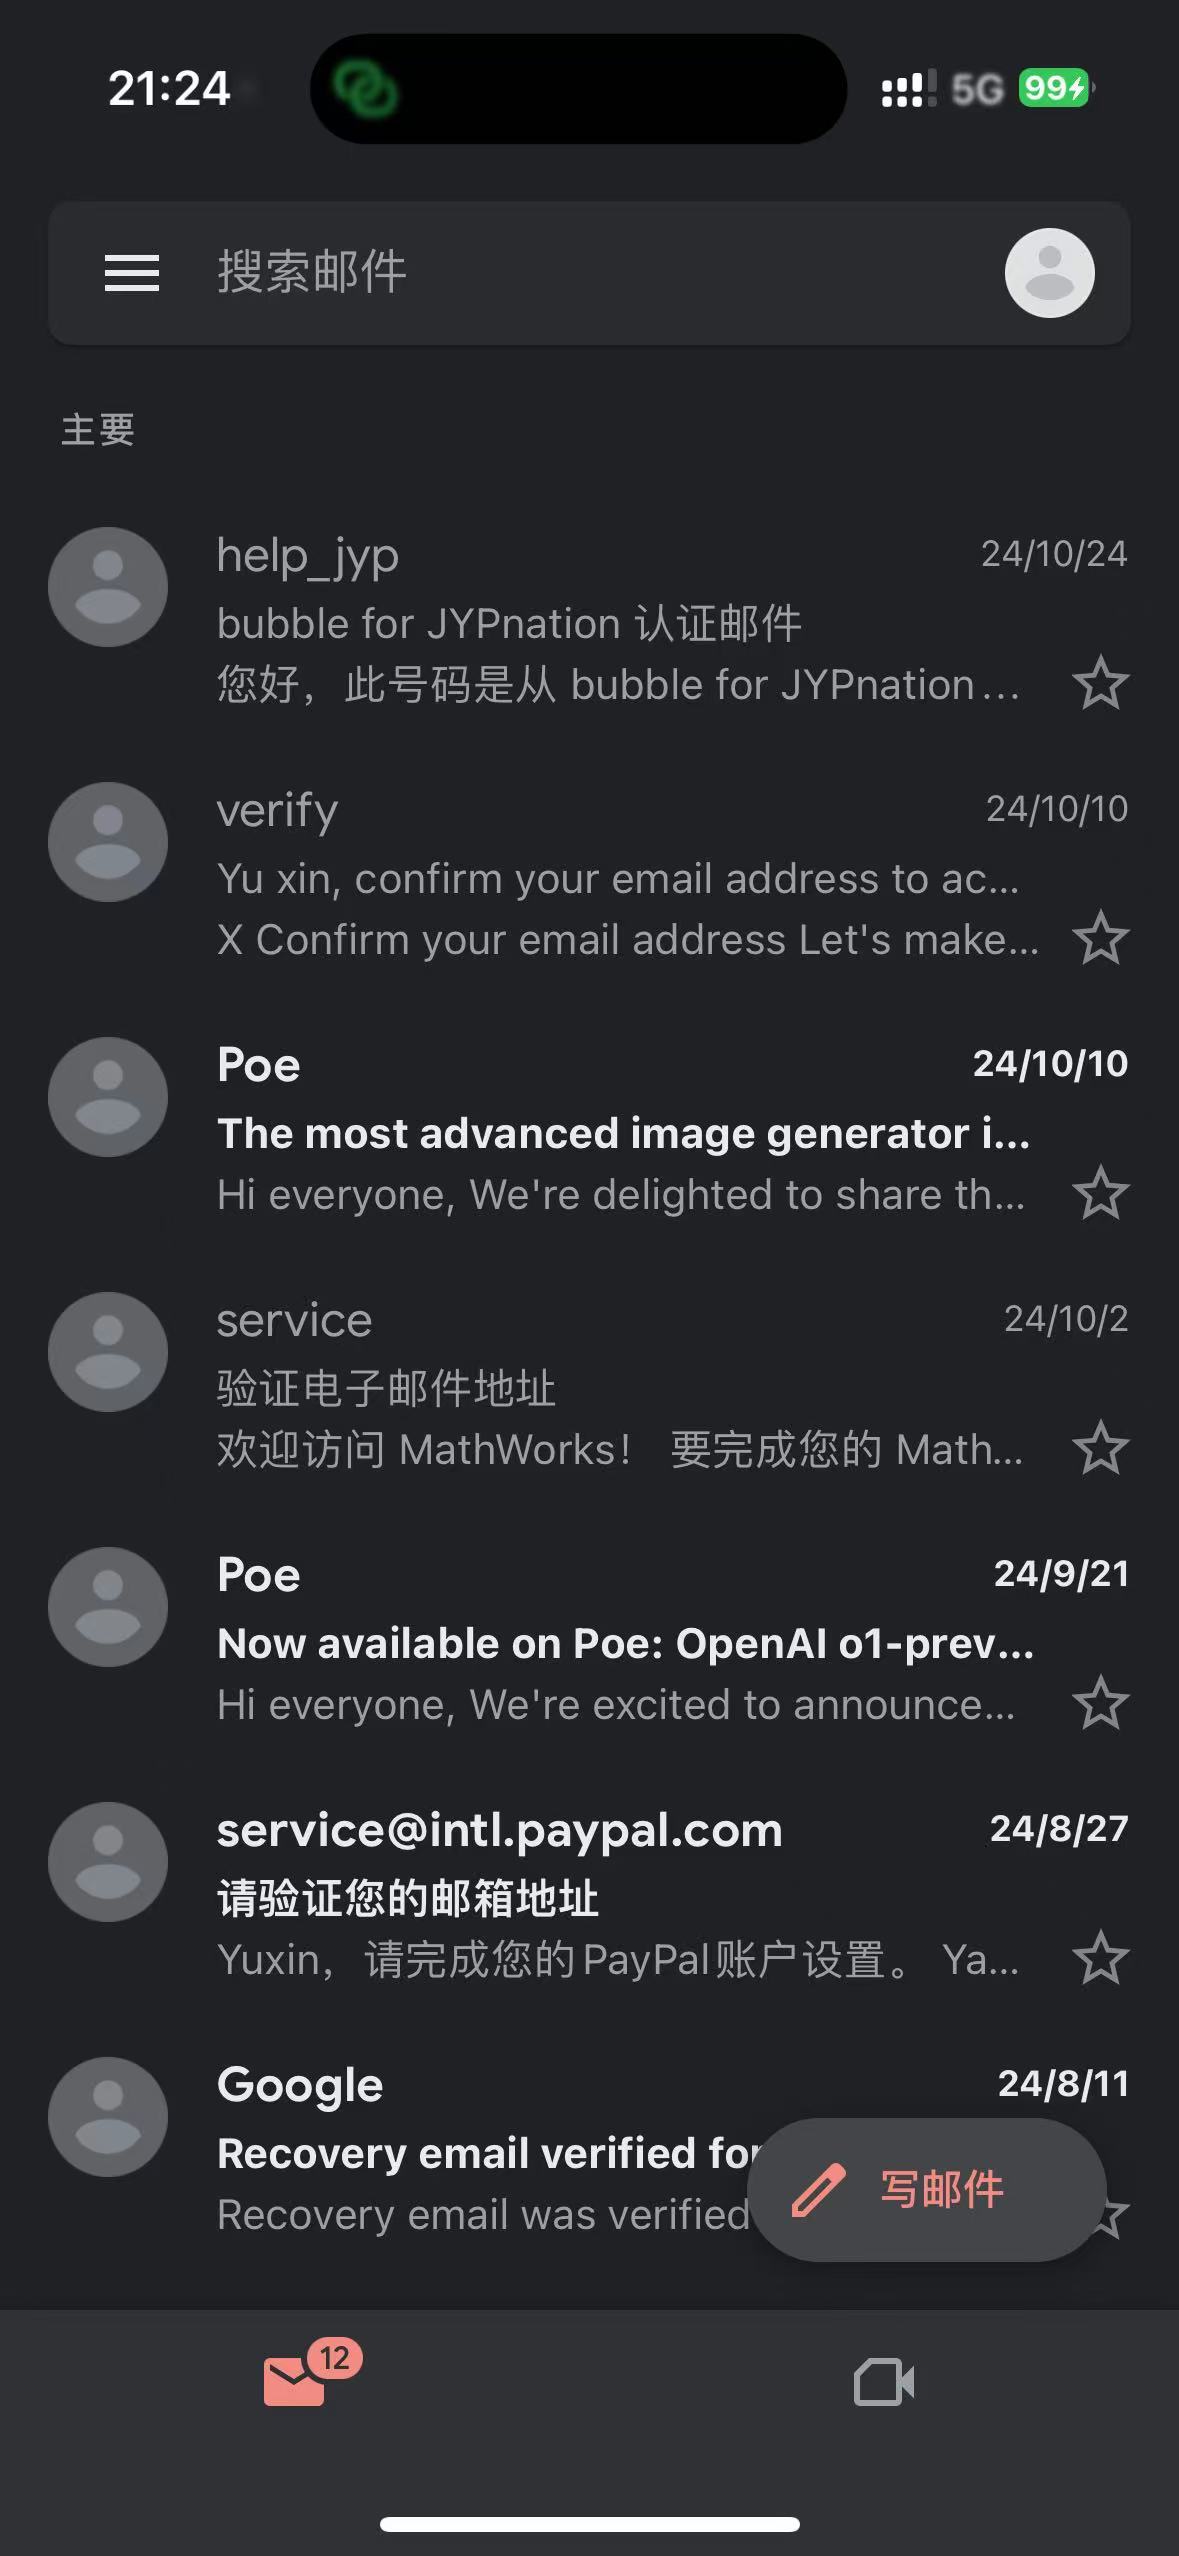 21:24
5G
99
搜索邮件
主要
help_jyp
24/10/24
bubble for JYPnation 认证邮件
您好，此号码是从 bubble for JYPnation...
verify
24/10/10
Yu xin, confirm your email address to ac...
X Confirm your email address Let's make...
Poe
24/10/10
The most advanced image generator i...
Hi everyone, We're delighted to share th...
service
24/10/2
验证电子邮件地址
欢迎访问 MathWorks！ 要完成您的 Math...
Poe
24/9/21
Now available on Poe: OpenAI o1-prev...
Hi everyone, We're excited to announce...
service@intl.paypal.com
24/8/27
请验证您的邮箱地址
Yuxin，请完成您的PayPal账户设置。 Ya...
Google
24/8/11
Recovery email verified for
Recovery email was verified
写邮件
12